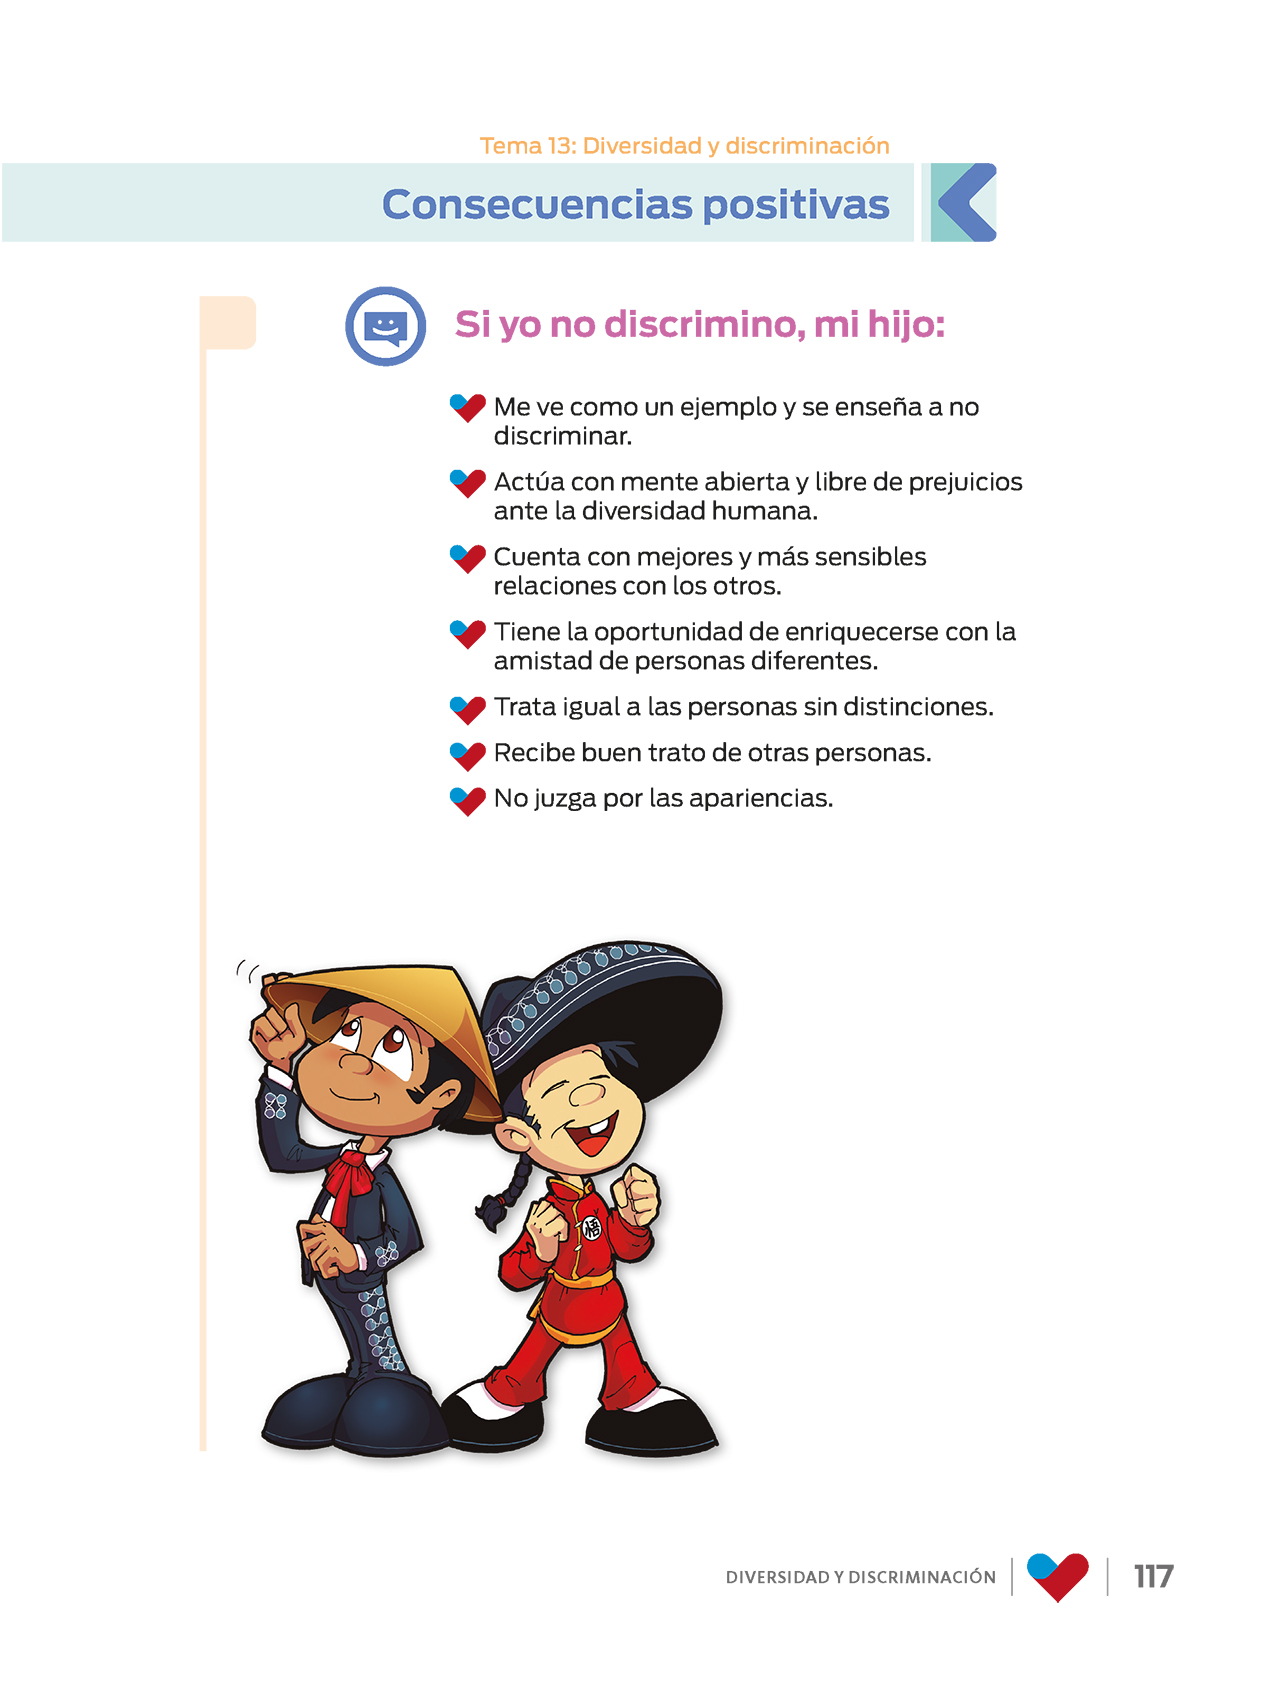 Tema 13: Diversidad y discriminación
Consecuencias positivas
Si yo no discrimino, mi hijo:
Me ve como un ejemplo y se enseña a no
discriminar.
Actúa con mente abierta y libre de prejuicios
ante la diversidad humana.
Cuenta con mejores y más sensibles
relaciones con los otros.
Tiene la oportunidad de enriquecerse con la
amistad de personas diferentes.
Trata igual a las personas sin distinciones.
Recibe buen trato de otras personas.
No juzga por las apariencias.
悟
DIVERSIDAD Y DISCRIMINACIÓN
117